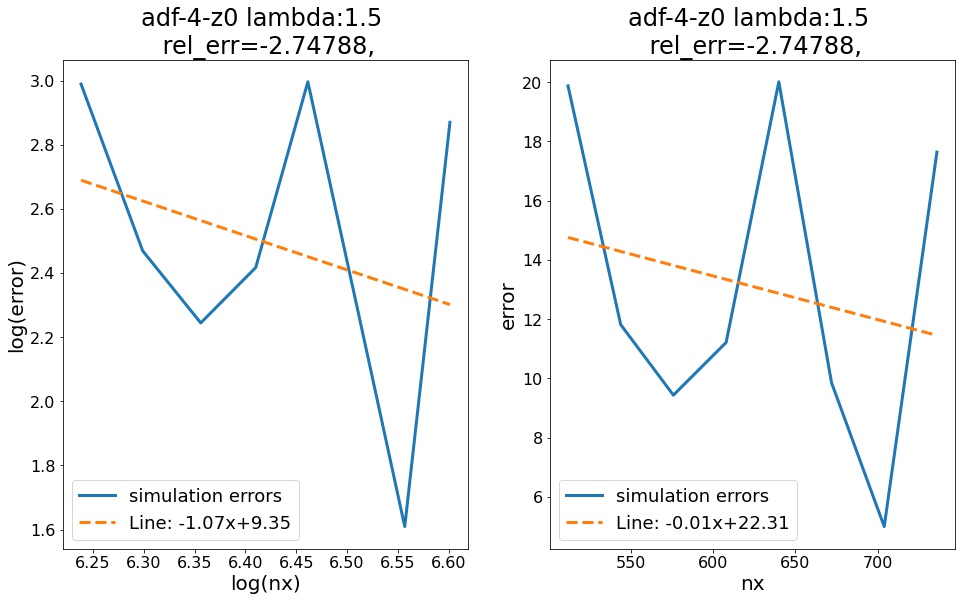 adf-4-z0 lambda:1.5
rel_err=-2.74788,
log(error)
3.0
2.8
2.6
2.4
2.2
2.0
1.8
1.6
simulation errors
Line: -1.07x+9.35
6.25 6.30 6.35 6.40 6.45 6.50 6.55 6.60
log(nx)
adf-4-z0 lambda:1.5
rel_err=-2.74788,
error
20
18
16
14
12
10
8
6
simulation errors
Line: -0.01x+22.31
550 600 650 700
nx